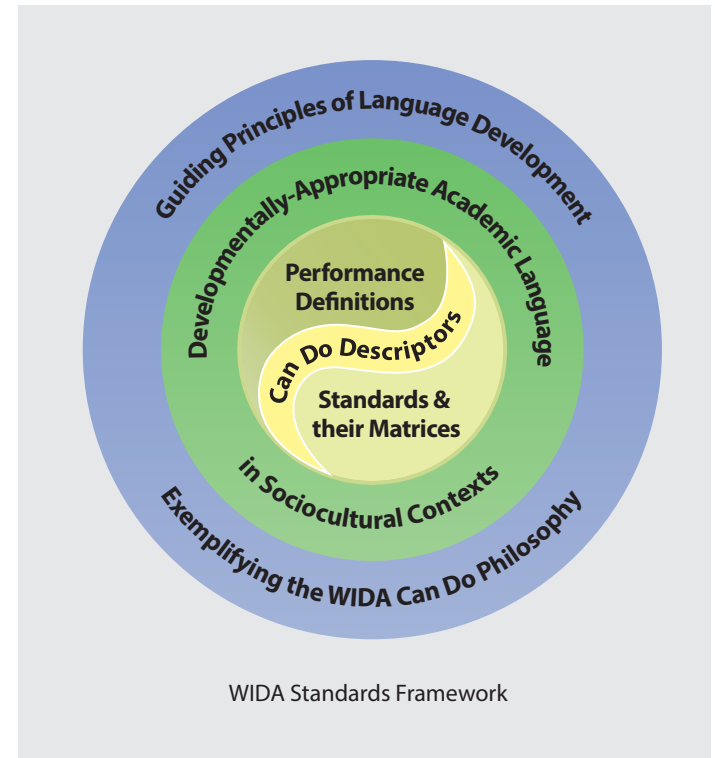 Guiding Principles of Language Development
Developmentally-Appropriate Academic Language
Performance
Definitions
Can Do Descriptors
Standards &
their Matrices
in Sociocultural Contexts
Exemplifying the WIDA Can Do Philosophy
WIDA Standards Framework